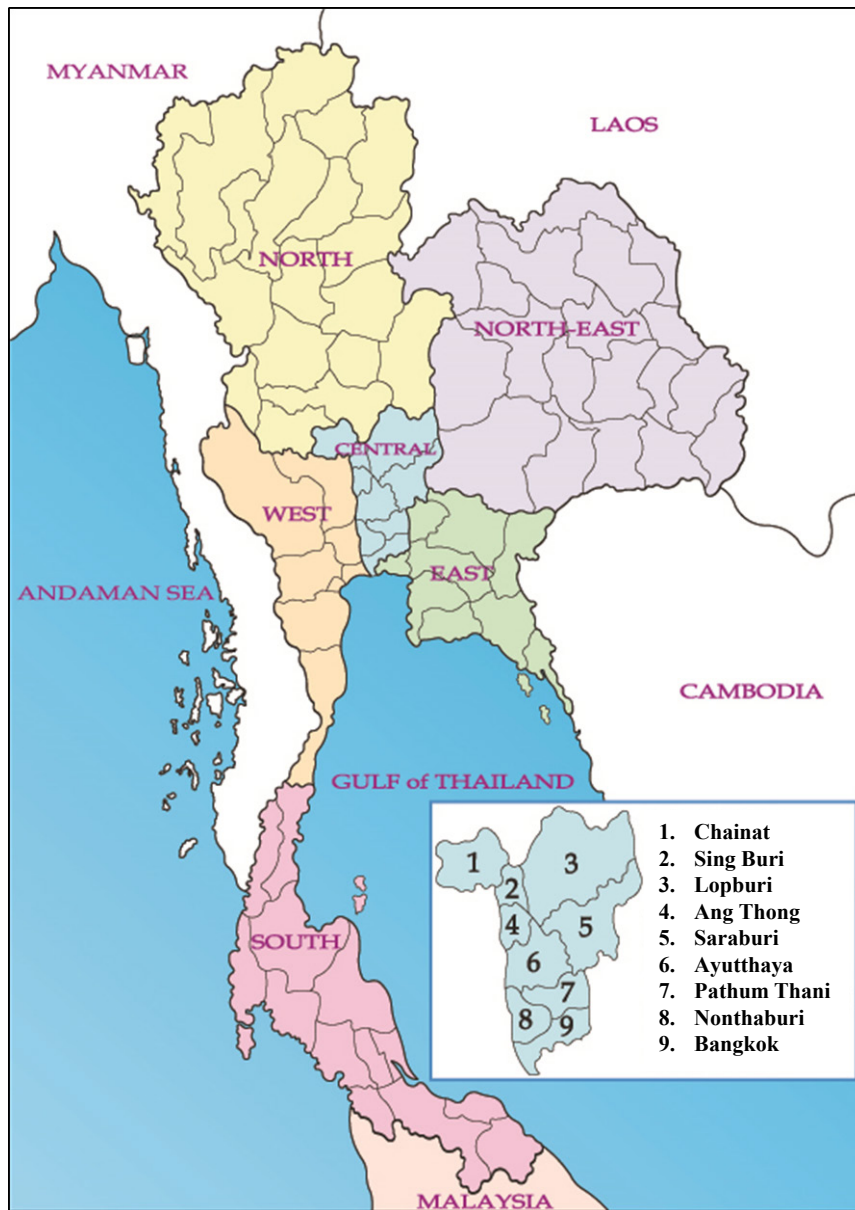 MYANMAR
LAOS
NORTH
NORTH-EAST
CENTRAL
WEST
EAST
ANDAMAN SEA
CAMBODIA
GULF of THAILAND
1
2
3
4
5
6
7
8
9
1. Chainat
2. Sing Buri
3. Lopburi
4. Ang Thong
5. Saraburi
6. Ayutthaya
7. Pathum Thani
8. Nonthaburi
9. Bangkok
SOUTH
MALAYSIA